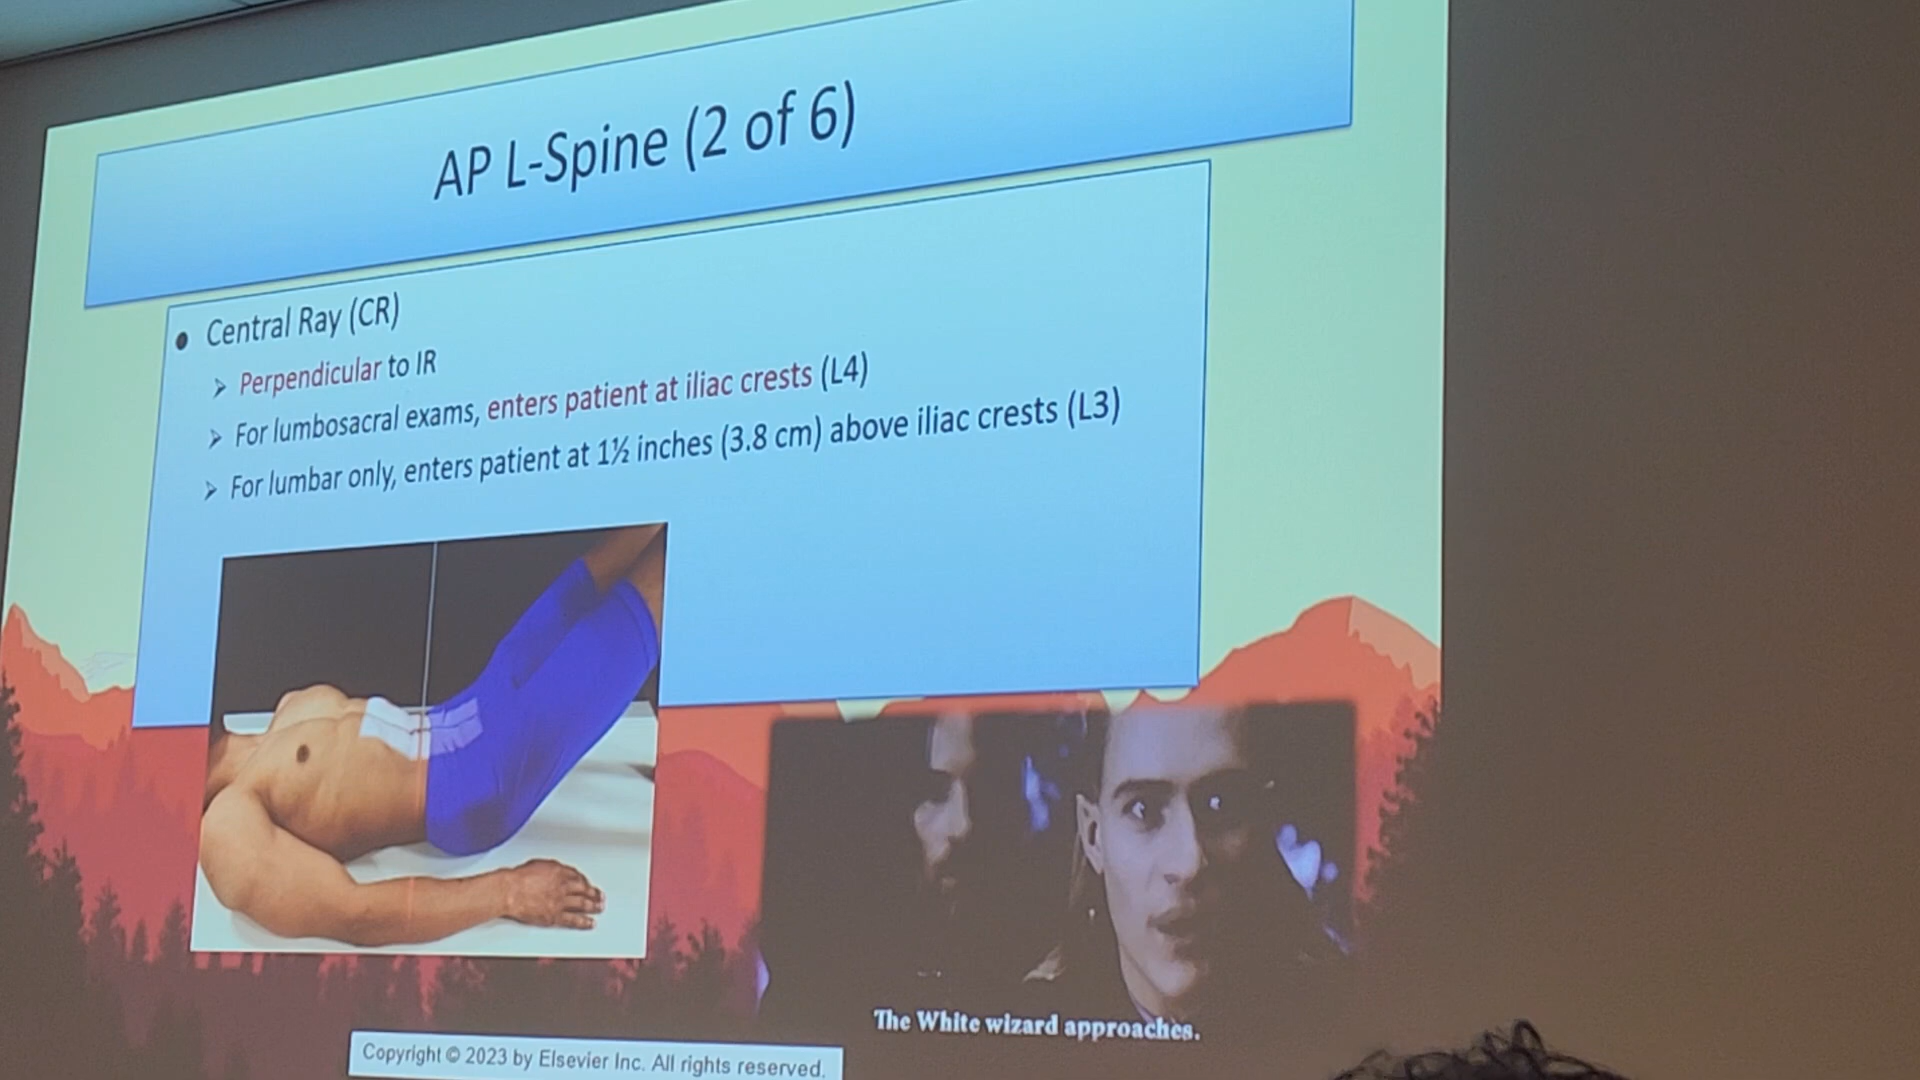 AP L-Spine (2 of 6)
● Central Ray (CR)
➢ Perpendicular to IR
➢ For lumbosacral exams, enters patient at iliac crests (L4)
➢ For lumbar only, enters patient at 1½ inches (3.8 cm) above iliac crests (L3)
The White wizard approaches.
Copyright © 2023 by Elsevier Inc. All rights reserved.